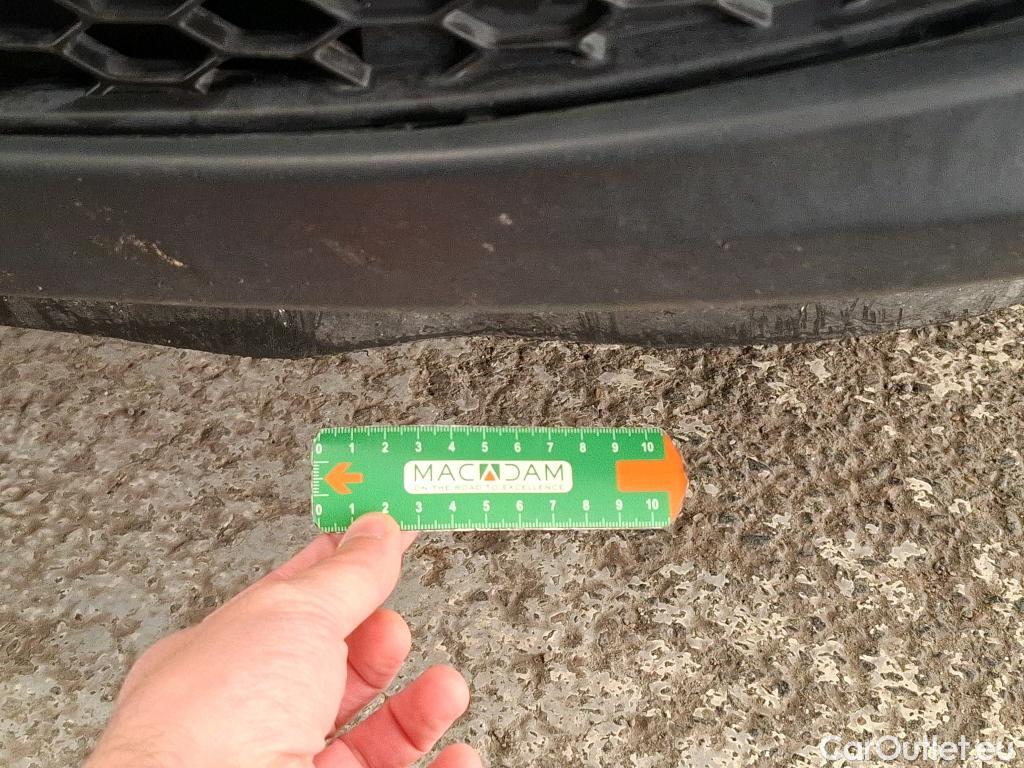 0 1 2 3 4 5 6 7 8 9 10
MACADAM
ON THE ROAD TO EXCELLENCE
0 1 2 3 4 5 6 7 8 9 10
CarOutlet.eu